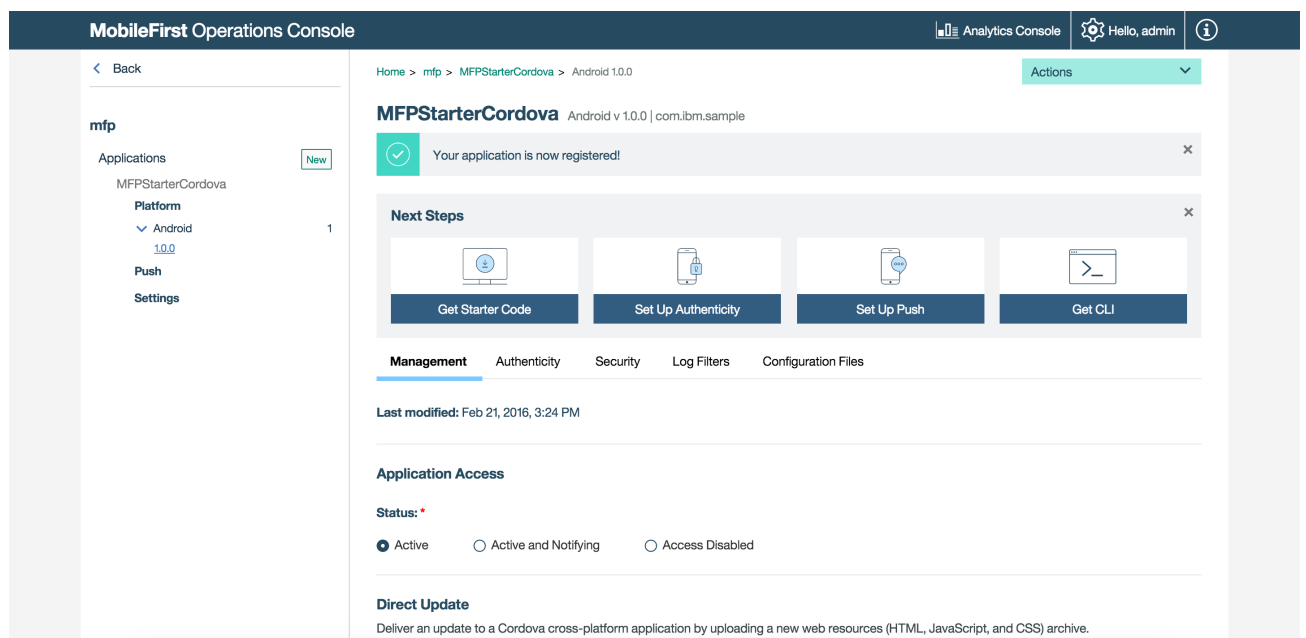 MobileFirst Operations Console
Analytics Console
Hello, admin
Back
mfp
Applications
New
MFPStarterCordova
Platform
Android 1
1.0.0
Push
Settings
Home > mfp > MFPStarterCordova > Android 1.0.0
Actions
MFPStarterCordova Android v 1.0.0 | com.ibm.sample
Your application is now registered!
Next Steps
Get Starter Code
Set Up Authenticity
Set Up Push
Get CLI
Management Authenticity Security Log Filters Configuration Files
Last modified: Feb 21, 2016, 3:24 PM
Application Access
Status: *
Active Active and Notifying Access Disabled
Direct Update
Deliver an update to a Cordova cross-platform application by uploading a new web resources (HTML, JavaScript, and CSS) archive.